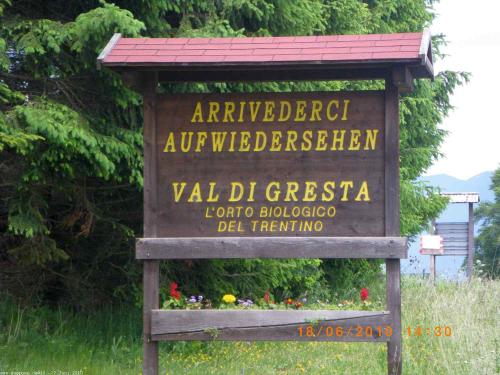 ARRIVEDERCI
AUFWIEDERSEHEN
VAL DI GRESTA
L'ORTO BIOLOGICO
DEL TRENTINO
18/06/2010 14:30